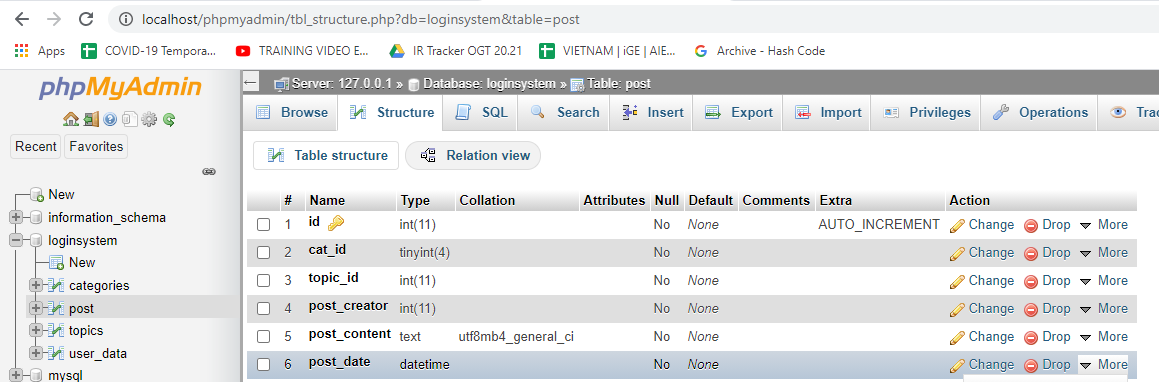 localhost/phpmyadmin/tbl_structure.php?db=loginsystem&table=post
Apps COVID-19 Tempora... TRAINING VIDEO E... IR Tracker OGT 20.21 VIETNAM | iGE | AIE... Archive - Hash Code
phpMyAdmin
Recent Favorites
New
information_schema
loginsystem
New
categories
post
topics
user_data
mysql
Server: 127.0.0.1 » Database: loginsystem » Table: post
Browse Structure SQL Search Insert Export Import Privileges Operations Trac
Table structure Relation view
# Name Type Collation Attributes Null Default Comments Extra Action
1 id int(11) No None AUTO_INCREMENT Change Drop More
2 cat_id tinyint(4) No None Change Drop More
3 topic_id int(11) No None Change Drop More
4 post_creator int(11) No None Change Drop More
5 post_content text utf8mb4_general_ci No None Change Drop More
6 post_date datetime No None Change Drop More